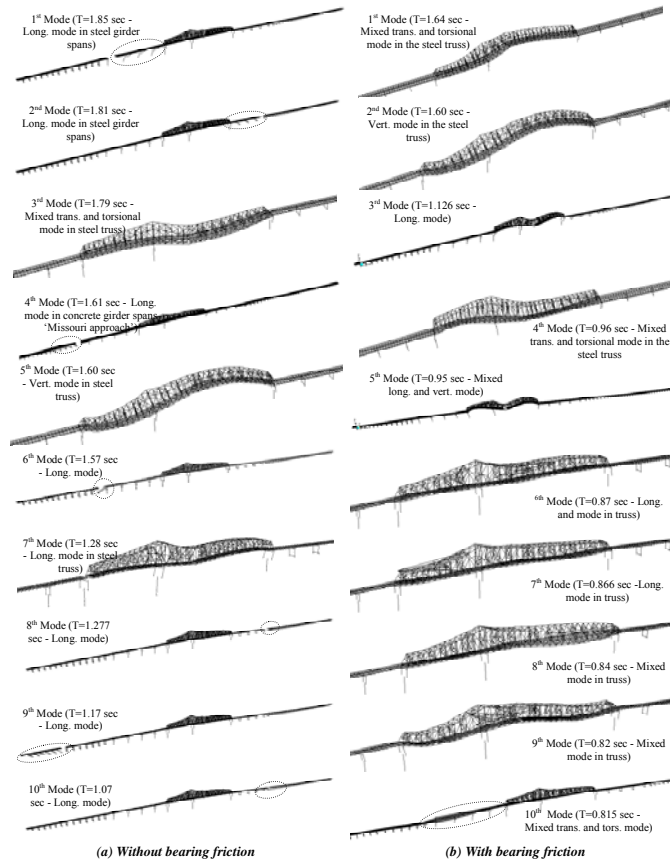 1st Mode (T=1.85 sec -
Long. mode in steel girder
spans)
2nd Mode (T=1.81 sec -
Long. mode in steel girder
spans)
3rd Mode (T=1.79 sec -
Mixed trans. and torsional
mode in steel truss)
4th Mode (T=1.61 sec - Long.
mode in concrete girder spans-
'Missouri approach')
5th Mode (T=1.60 sec
- Vert. mode in steel
truss)
6th Mode (T=1.57 sec
- Long. mode)
7th Mode (T=1.28 sec
- Long. mode in steel
truss)
8th Mode (T=1.277
sec - Long. mode)
9th Mode (T=1.17 sec
- Long. mode)
10th Mode (T=1.07
sec - Long. mode)
(a) Without bearing friction
1st Mode (T=1.64 sec -
Mixed trans. and torsional
mode in the steel truss)
2nd Mode (T=1.60 sec -
Vert. mode in the steel
truss)
3rd Mode (T=1.126 sec -
Long. mode)
4th Mode (T=0.96 sec - Mixed
trans. and torsional mode in the
steel truss
5th Mode (T=0.95 sec - Mixed
long. and vert. mode)
6th Mode (T=0.87 sec - Long.
and mode in truss)
7th Mode (T=0.866 sec -Long.
mode in truss)
8th Mode (T=0.84 sec - Mixed
mode in truss)
9th Mode (T=0.82 sec - Mixed
mode in truss)
10th Mode (T=0.815 sec -
Mixed trans. and tors. mode)
(b) With bearing friction